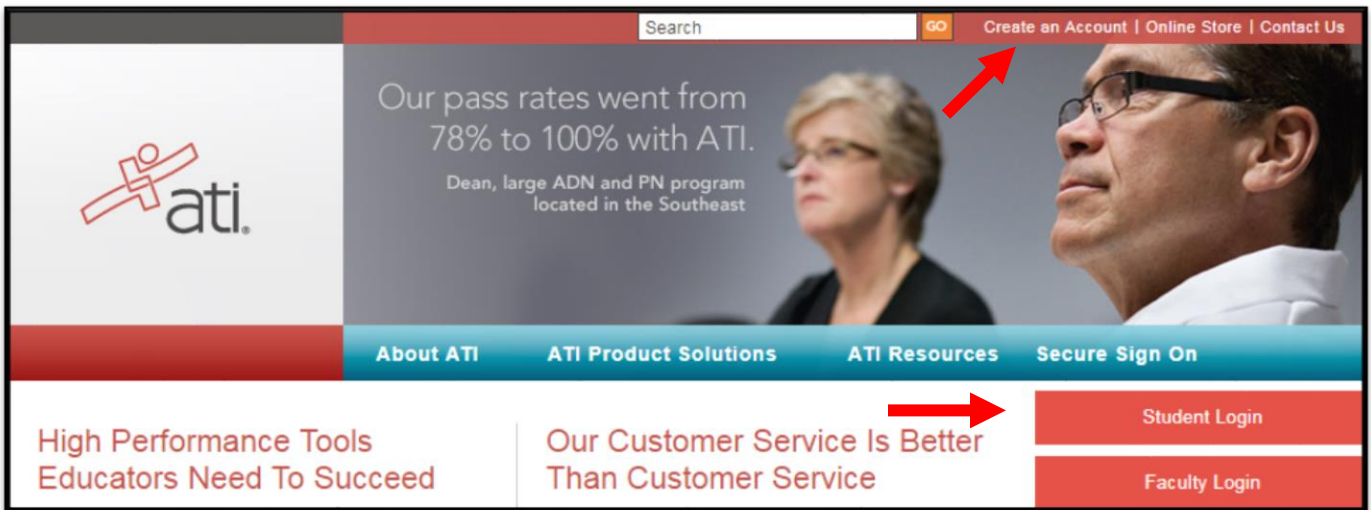 Search
GO
Create an Account | Online Store | Contact Us
Our pass rates went from
78% to 100% with ATI.
Dean, large ADN and PN program
located in the Southeast
ati®
About ATI
ATI Product Solutions
ATI Resources
Secure Sign On
High Performance Tools
Educators Need To Succeed
Our Customer Service Is Better
Than Customer Service
Student Login
Faculty Login